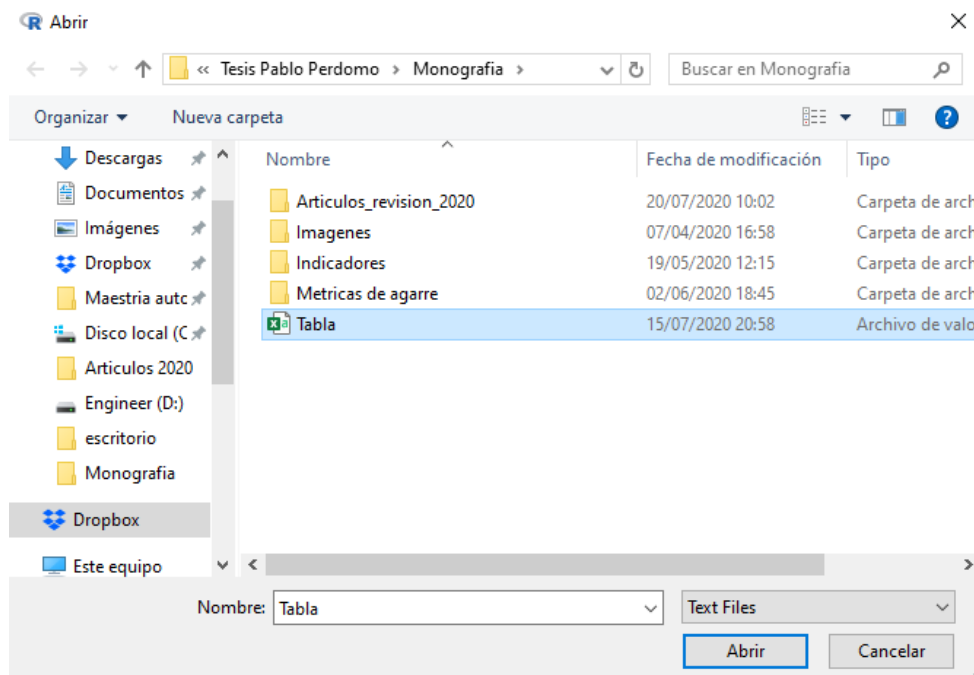 Abrir
« Tesis Pablo Perdomo › Monografia ›
Buscar en Monografia
Organizar
Nueva carpeta
Descargas
Documentos
Imágenes
Dropbox
Maestria autc
Disco local (C
Articulos 2020
Engineer (D:)
escritorio
Monografia
Dropbox
Este equipo
Nombre Fecha de modificación Tipo
Articulos_revision_2020 20/07/2020 10:02 Carpeta de arch
Imagenes 07/04/2020 16:58 Carpeta de arch
Indicadores 19/05/2020 12:15 Carpeta de arch
Metricas de agarre 02/06/2020 18:45 Carpeta de arch
Tabla 15/07/2020 20:58 Archivo de valo
Nombre: Tabla
Text Files
Abrir
Cancelar